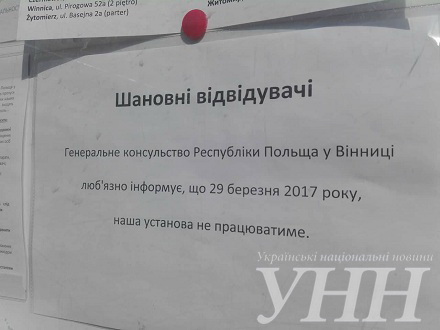 Winnica, ul. Pirogowa 52a (2 piętro)
Żytomierz, ul. Basejna 2a (parter)
Шановні відвідувачі
Генеральне консульство Республіки Польща у Вінниці
люб'язно інформує, що 29 березня 2017 року,
наша установа не працюватиме.
Українські національні новини
УНН